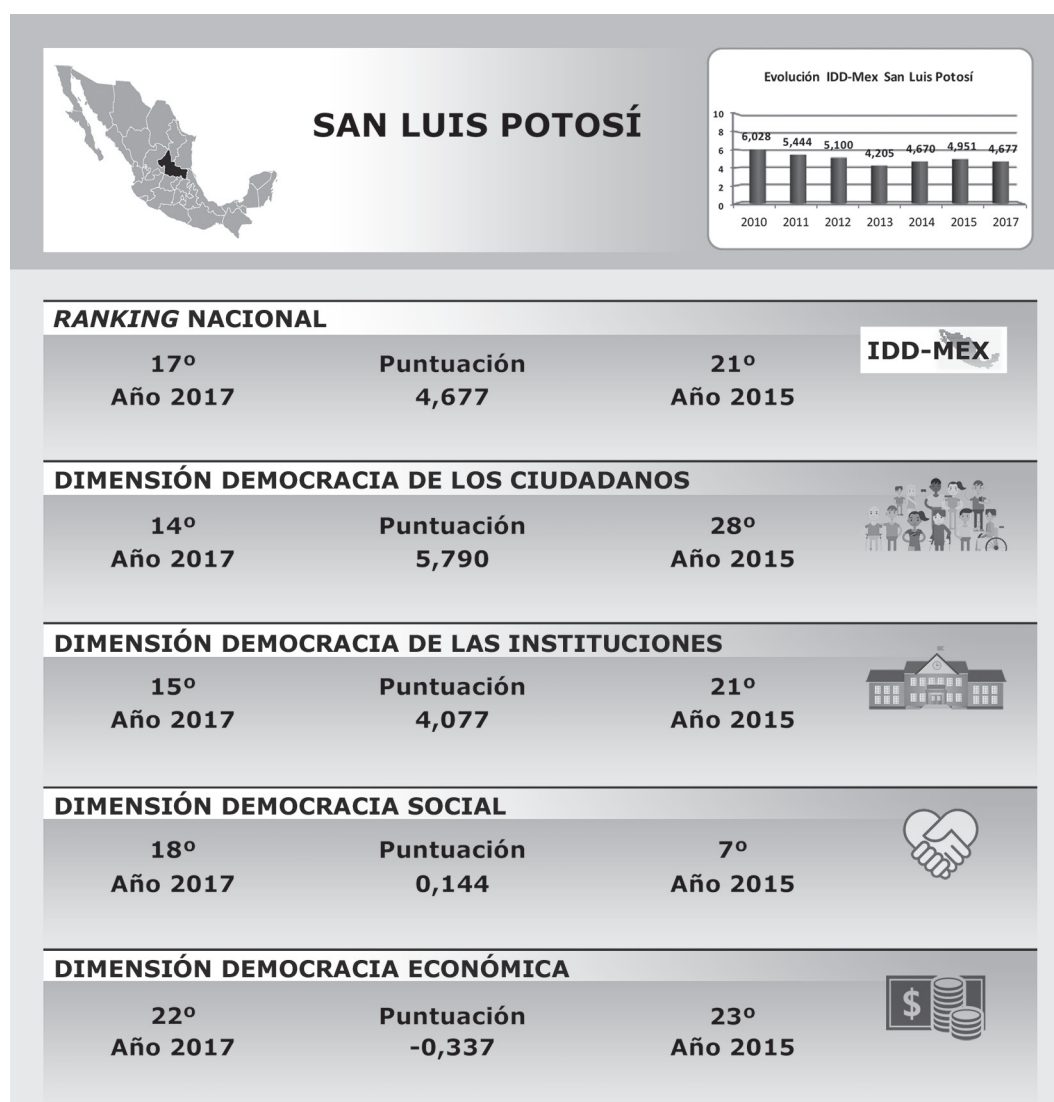 SAN LUIS POTOSÍ
Evolución IDD-Mex San Luis Potosí
10
8
6
4
2
0
6,028
5,444
5,100
4,205
4,670
4,951
4,677
2010 2011 2012 2013 2014 2015 2017
RANKING NACIONAL
IDD-MEX
17º Puntuación 21º
Año 2017 4,677 Año 2015
DIMENSIÓN DEMOCRACIA DE LOS CIUDADANOS
14º Puntuación 28º
Año 2017 5,790 Año 2015
DIMENSIÓN DEMOCRACIA DE LAS INSTITUCIONES
15º Puntuación 21º
Año 2017 4,077 Año 2015
DIMENSIÓN DEMOCRACIA SOCIAL
18º Puntuación 7º
Año 2017 0,144 Año 2015
DIMENSIÓN DEMOCRACIA ECONÓMICA
$
22º Puntuación 23º
Año 2017 -0,337 Año 2015